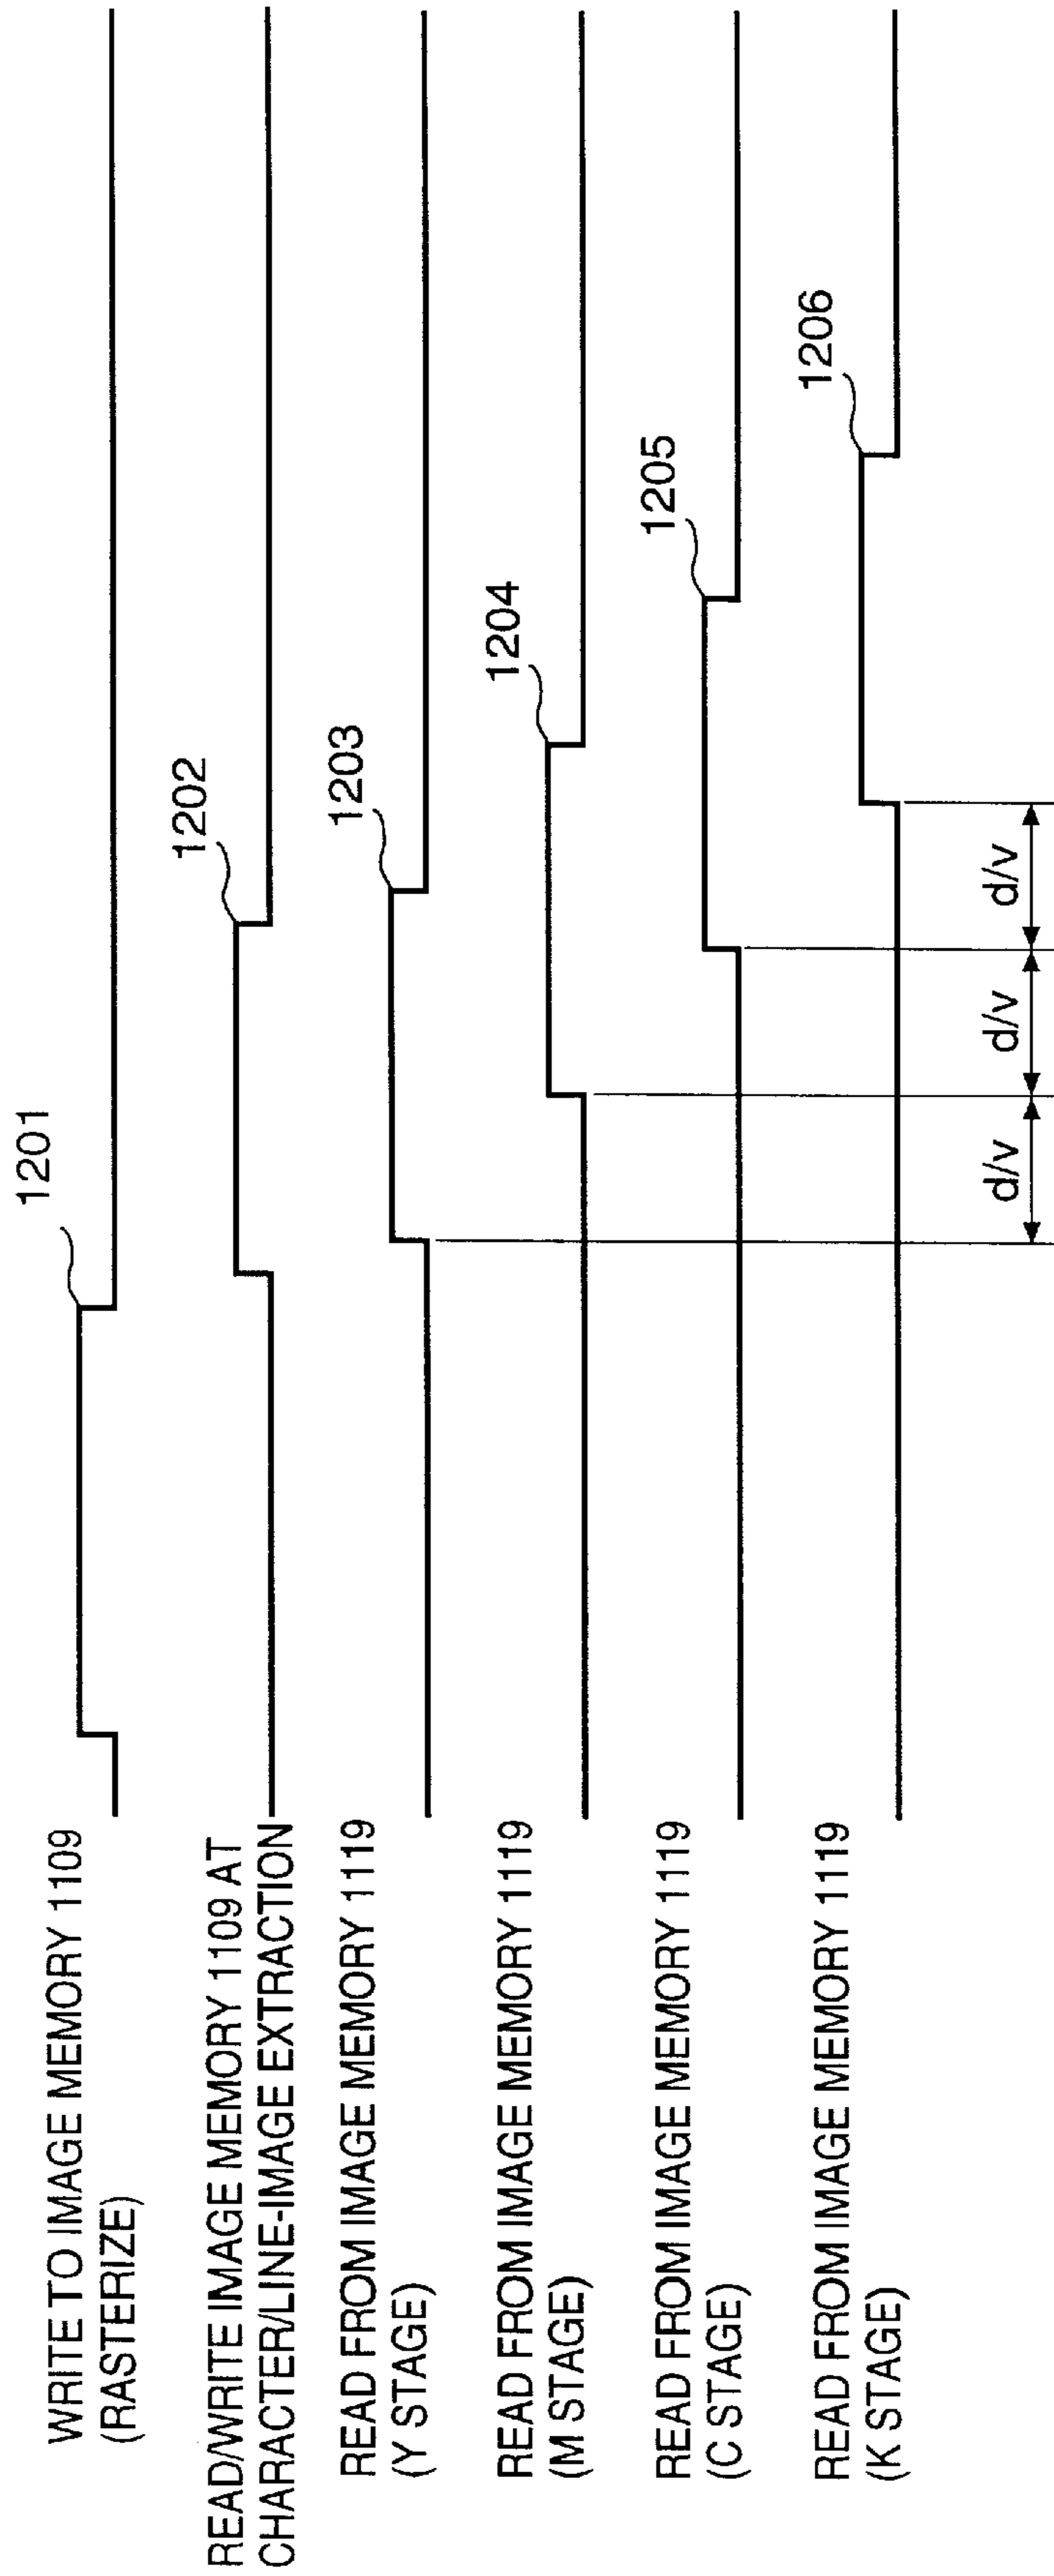 WRITE TO IMAGE MEMORY 1109
(RASTERIZE)
1201
READ/WRITE IMAGE MEMORY 1109 AT
CHARACTER/LINE-IMAGE EXTRACTION
1202
READ FROM IMAGE MEMORY 1119
(Y STAGE)
1203
READ FROM IMAGE MEMORY 1119
(M STAGE)
1204
READ FROM IMAGE MEMORY 1119
(C STAGE)
1205
READ FROM IMAGE MEMORY 1119
(K STAGE)
1206
d/v
d/v
d/v